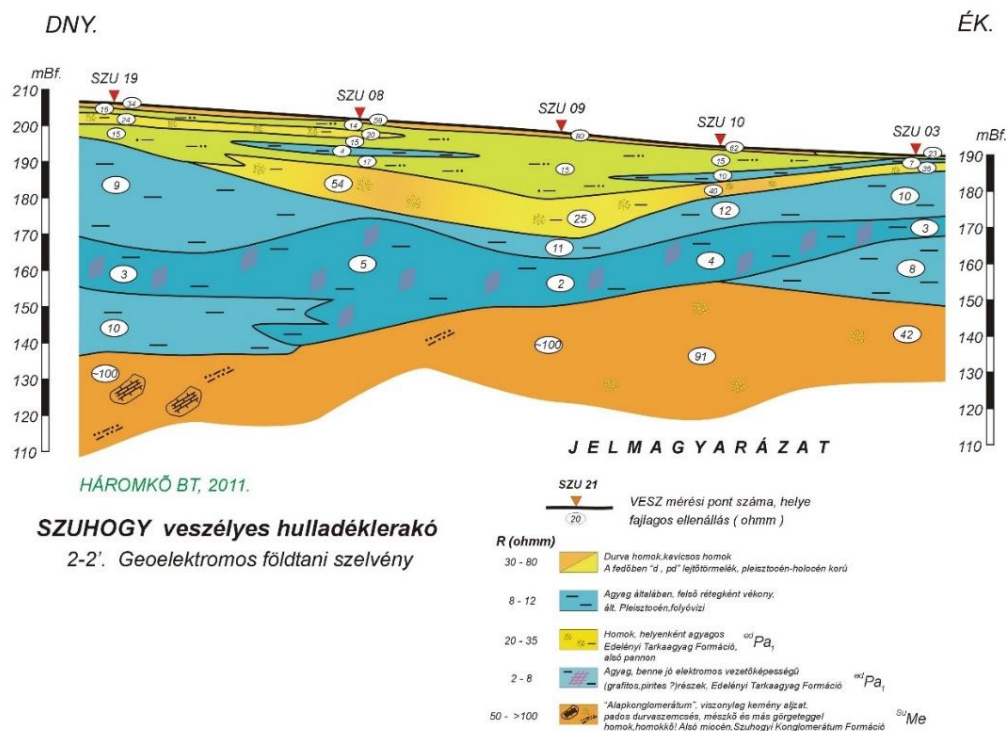 DNY.
ÉK.
mBf.
mBf.
SZU 19
SZU 08
SZU 09
SZU 10
SZU 03
210
200
190
180
170
160
150
140
130
120
110
190
180
170
160
150
140
130
120
110
16
34
24
15
9
3
10
~100
59
14
20
15
4
17
54
5
80
15
25
11
2
~100
62
15
10
40
12
4
91
23
7
35
10
3
8
42
JELMAGYARÁZAT
HÁROMKŐ BT, 2011.
SZUHOGY veszélyes hulladéklerakó
2-2'. Geoelektromos földtani szelvény
SZU 21
20
VESZ mérési pont száma, helye
fajlagos ellenállás ( ohmm )
R (ohmm)
30 - 80
Durva homok,kavicsos homok
A fedőben "d , pd" lejtőtörmelék, pleisztocén-holocén korú
8 - 12
Agyag általában, felső rétegként vékony,
ált. Pleisztocén,folyóvizi
20 - 35
Homok, helyenként agyagos
Edelényi Tarkaagyag Formáció,
alsó pannon
edPa1
2 - 8
Agyag, benne jó elektromos vezetőképességű
(grafitos,pirites ?)részek, Edelényi Tarkaagyag Formáció
edPa1
50 - >100
"Alapkonglomerátum", viszonylag kemény aljzat,
pados durvaszemcsés, mészkő és más görgeteggel
homok,homokkő! Alsó miocén,Szuhogyi Konglomerátum Formáció
SuMe